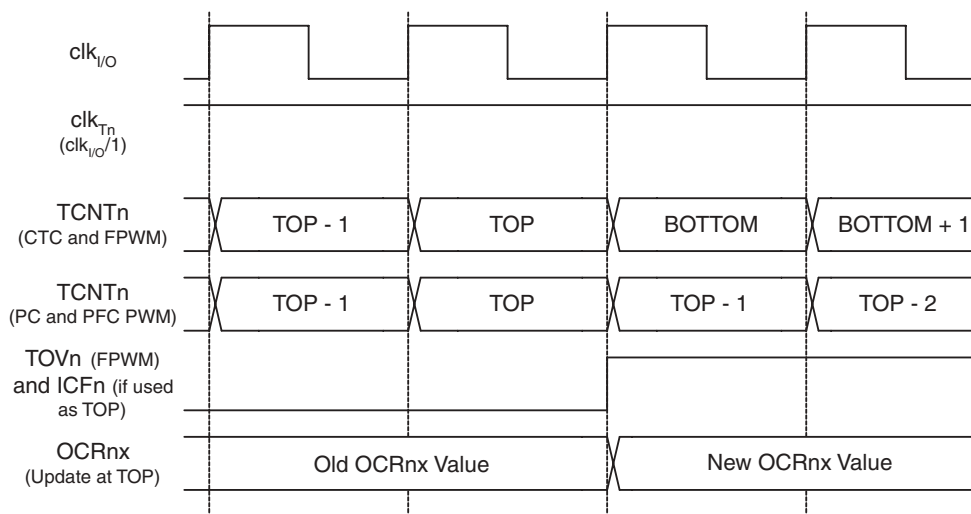 clkI/O
clkTn
(clkI/O/1)
TCNTn
(CTC and FPWM)
TOP - 1
TOP
BOTTOM
BOTTOM + 1
TCNTn
(PC and PFC PWM)
TOP - 1
TOP
TOP - 1
TOP - 2
TOVn (FPWM)
and ICFn (if used
as TOP)
OCRnx
(Update at TOP)
Old OCRnx Value
New OCRnx Value